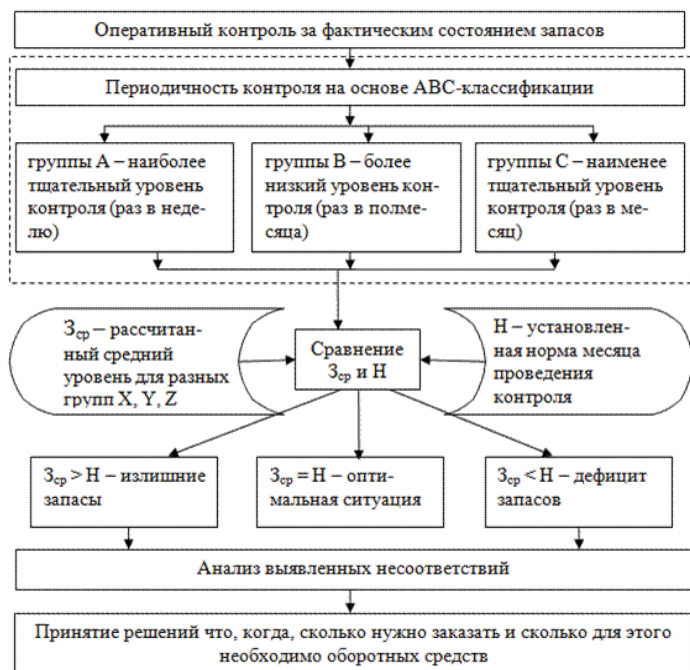 Оперативный контроль за фактическим состоянием запасов
Периодичность контроля на основе АВС-классификации
группы А – наиболее
тщательный уровень
контроля (раз в неде-
лю)
группы В – более
низкий уровень кон-
троля (раз в полме-
сяца)
группы С – наименее
тщательный уровень
контроля (раз в ме-
сяц)
Зср – рассчитан-
ный средний
уровень для разных
групп X, Y, Z
Сравнение
Зср и Н
Н – установлен-
ная норма месяца
проведения
контроля
Зср > Н – излишние
запасы
Зср = Н – опти-
мальная ситуация
Зср < Н – дефицит
запасов
Анализ выявленных несоответствий
Принятие решений что, когда, сколько нужно заказать и сколько для этого
необходимо оборотных средств